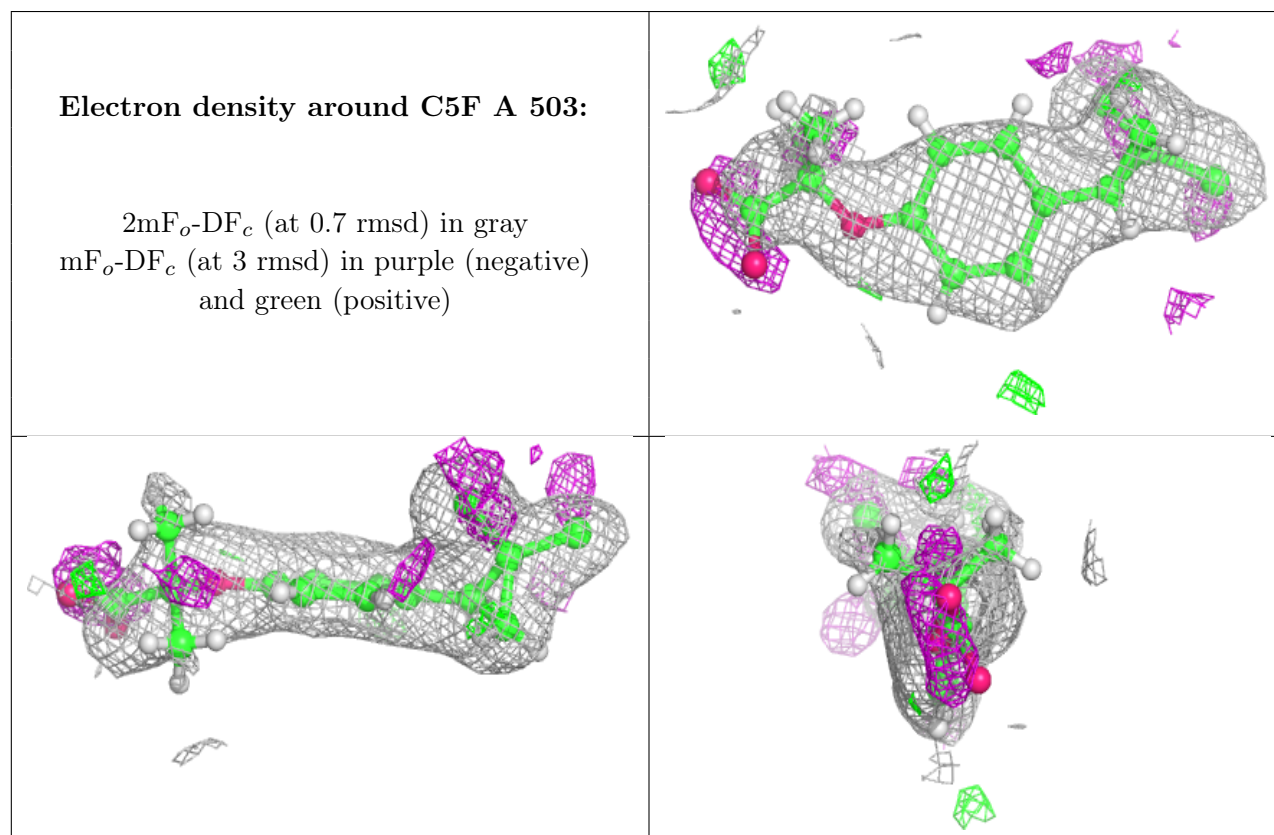 Electron density around C5F A 503:
2mFo-DFc (at 0.7 rmsd) in gray
mFo-DFc (at 3 rmsd) in purple (negative)
and green (positive)